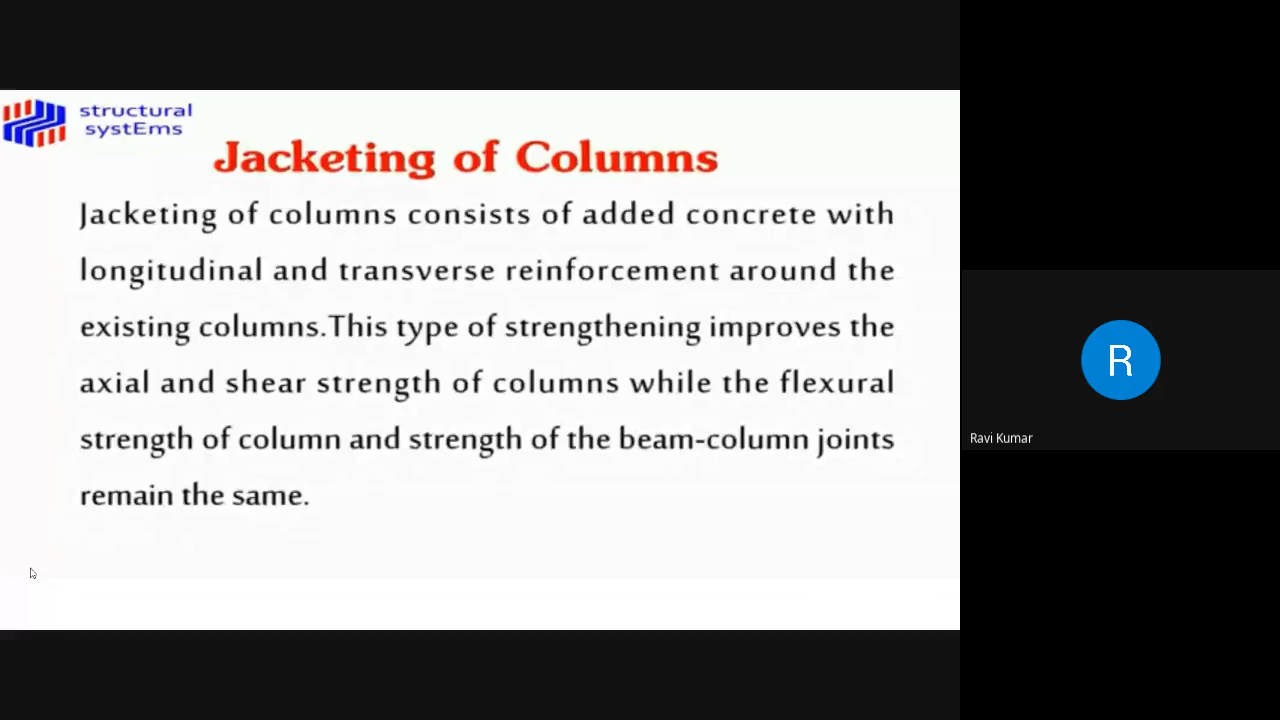 structural
systEms
Jacketing of Columns
Jacketing of columns consists of added concrete with
longitudinal and transverse reinforcement around the
existing columns.This type of strengthening improves the
axial and shear strength of columns while the flexural
strength of column and strength of the beam-column joints
remain the same.
R
Ravi Kumar